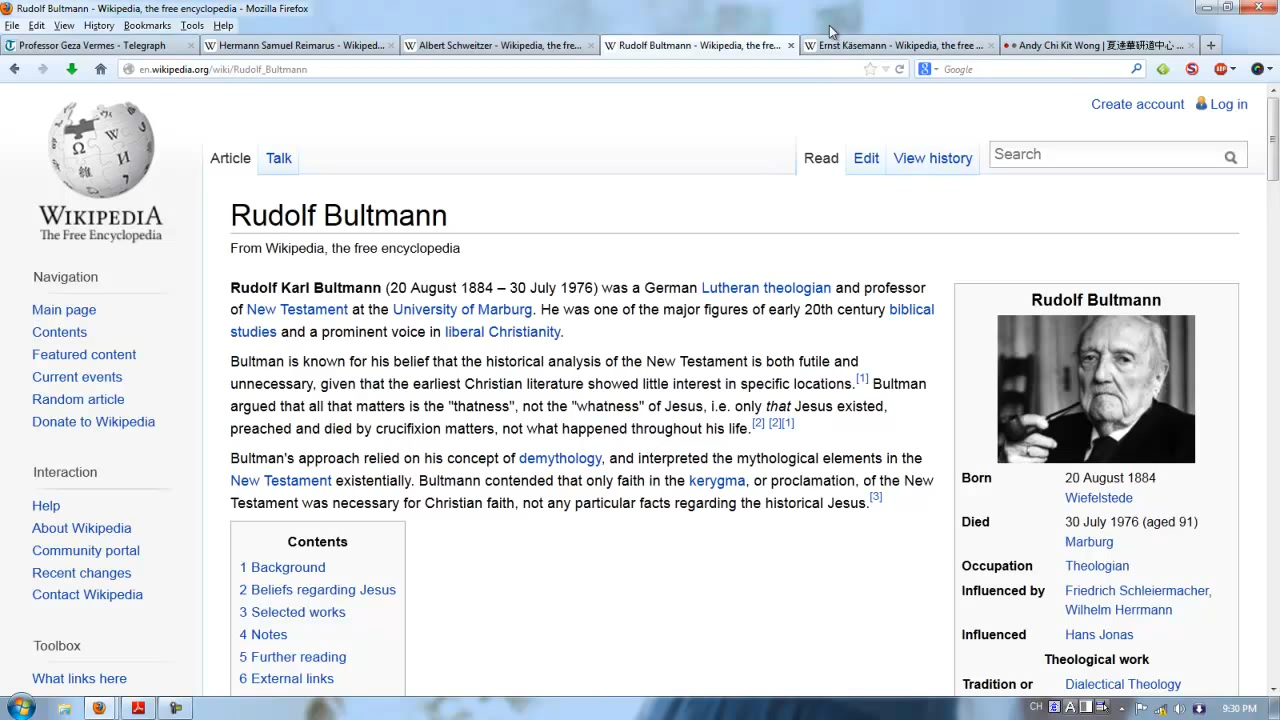 Rudolf Bultmann - Wikipedia, the free encyclopedia - Mozilla Firefox
File Edit View History Bookmarks Tools Help
Professor Geza Vermes - Telegraph
Hermann Samuel Reimarus - Wikiped...
Albert Schweitzer - Wikipedia, the fre...
Rudolf Bultmann - Wikipedia, the fre...
Ernst Käsemann - Wikipedia, the free ...
Andy Chi Kit Wong | 夏達華研道中心 ...
en.wikipedia.org/wiki/Rudolf_Bultmann
Google
Create account Log in
Article Talk
Read Edit View history
Search
WIKIPEDIA
The Free Encyclopedia
Navigation
Main page
Contents
Featured content
Current events
Random article
Donate to Wikipedia
Interaction
Help
About Wikipedia
Community portal
Recent changes
Contact Wikipedia
Toolbox
What links here
Rudolf Bultmann
From Wikipedia, the free encyclopedia
Rudolf Karl Bultmann (20 August 1884 – 30 July 1976) was a German Lutheran theologian and professor
of New Testament at the University of Marburg. He was one of the major figures of early 20th century biblical
studies and a prominent voice in liberal Christianity.
Bultman is known for his belief that the historical analysis of the New Testament is both futile and
unnecessary, given that the earliest Christian literature showed little interest in specific locations.[1] Bultman
argued that all that matters is the "thatness", not the "whatness" of Jesus, i.e. only that Jesus existed,
preached and died by crucifixion matters, not what happened throughout his life.[2] [2][1]
Bultman's approach relied on his concept of demythology, and interpreted the mythological elements in the
New Testament existentially. Bultmann contended that only faith in the kerygma, or proclamation, of the New
Testament was necessary for Christian faith, not any particular facts regarding the historical Jesus.[3]
Contents
1 Background
2 Beliefs regarding Jesus
3 Selected works
4 Notes
5 Further reading
6 External links
Rudolf Bultmann
Born 20 August 1884
Wiefelstede
Died 30 July 1976 (aged 91)
Marburg
Occupation Theologian
Influenced by Friedrich Schleiermacher,
Wilhelm Herrmann
Influenced Hans Jonas
Theological work
Tradition or Dialectical Theology
CH
9:30 PM